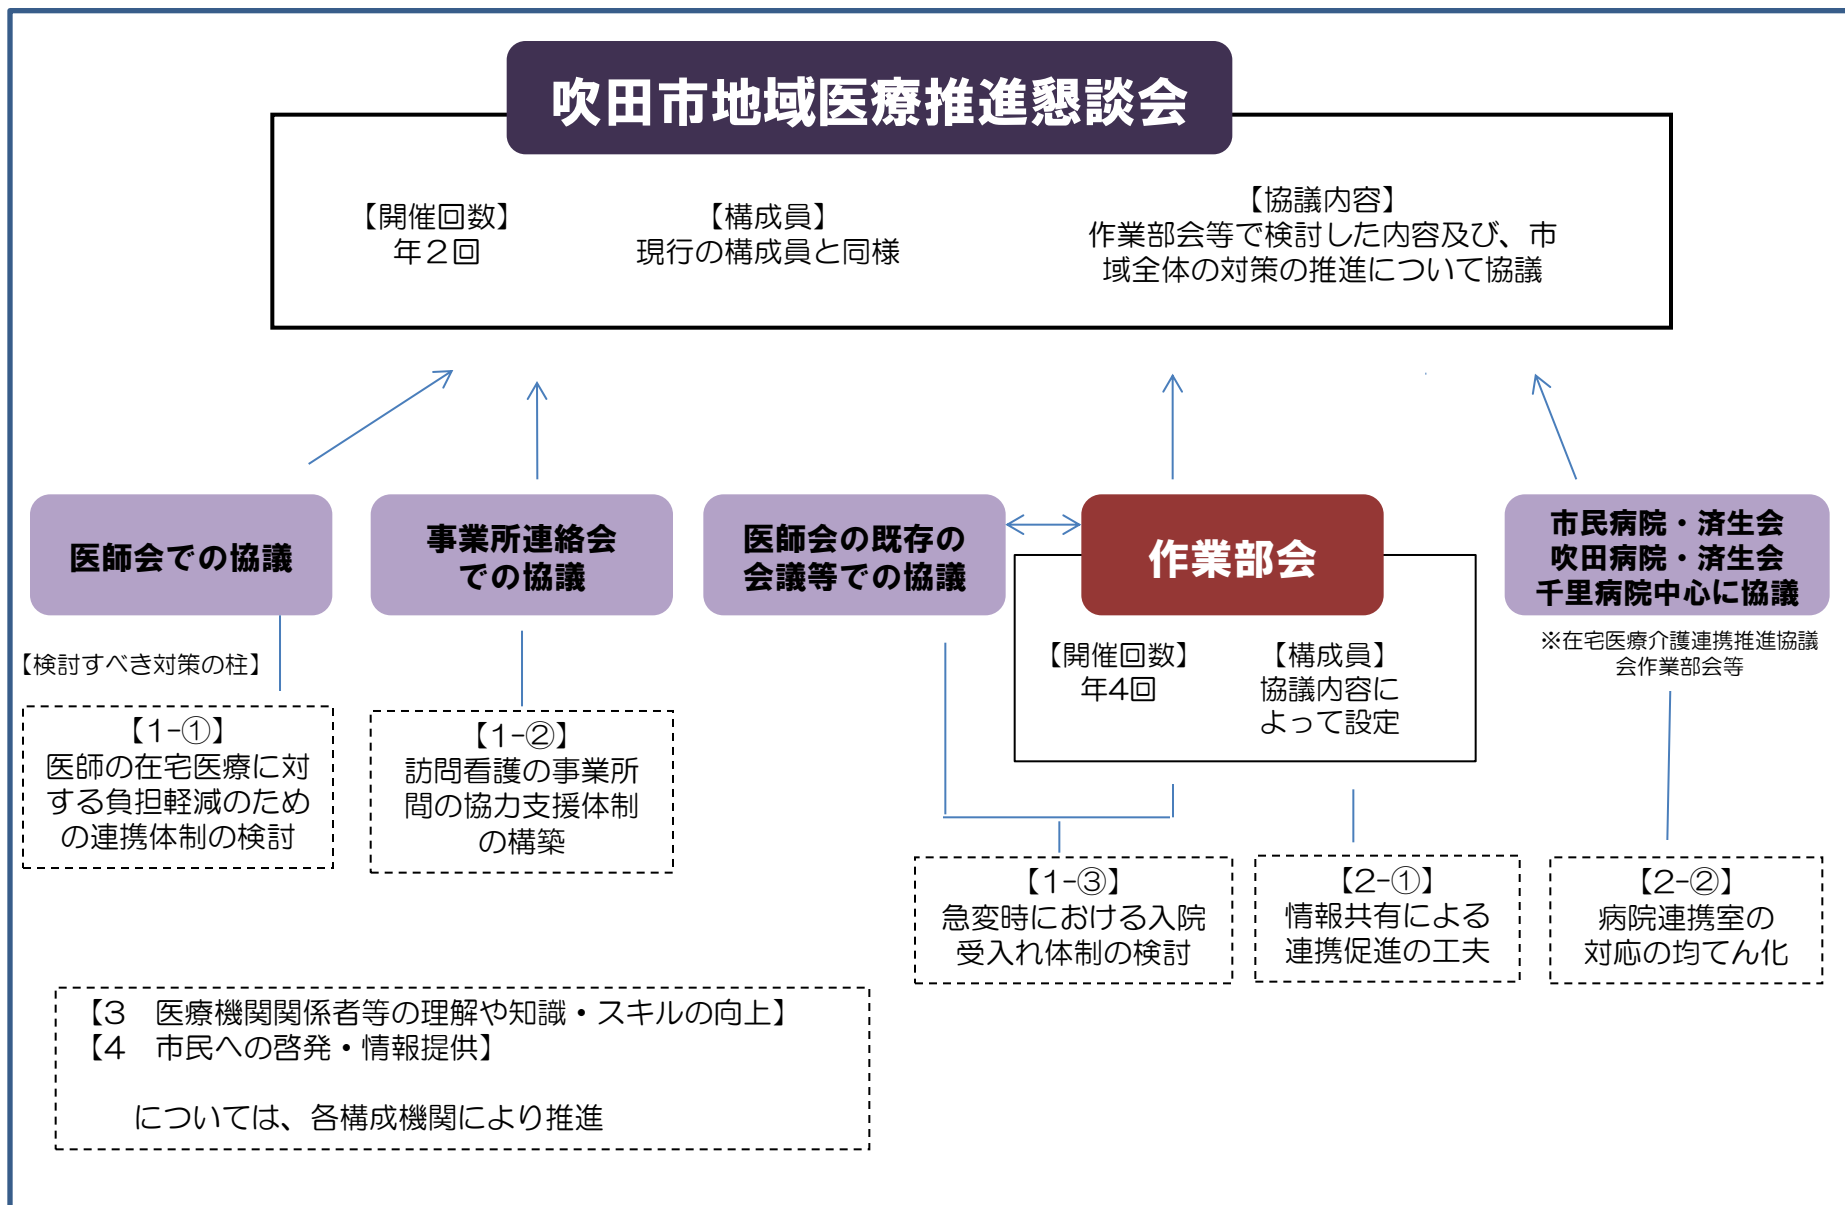 吹田市地域医療推進懇談会
【開催回数】
年２回
【構成員】
現行の構成員と同様
【協議内容】
作業部会等で検討した内容及び、市
域全体の対策の推進について協議
医師会での協議
事業所連絡会
での協議
医師会の既存の
会議等での協議
作業部会
【開催回数】
年4回
【構成員】
協議内容に
よって設定
市民病院・済生会
吹田病院・済生会
千里病院中心に協議
※在宅医療介護連携推進協議
会作業部会等
【検討すべき対策の柱】
【1-①】
医師の在宅医療に対
する負担軽減のため
の連携体制の検討
【1-②】
訪問看護の事業所
間の協力支援体制
の構築
【1-③】
急変時における入院
受入れ体制の検討
【2-①】
情報共有による
連携促進の工夫
【2-②】
病院連携室の
対応の均てん化
【3　医療機関関係者等の理解や知識・スキルの向上】
【4　市民への啓発・情報提供】
については、各構成機関により推進